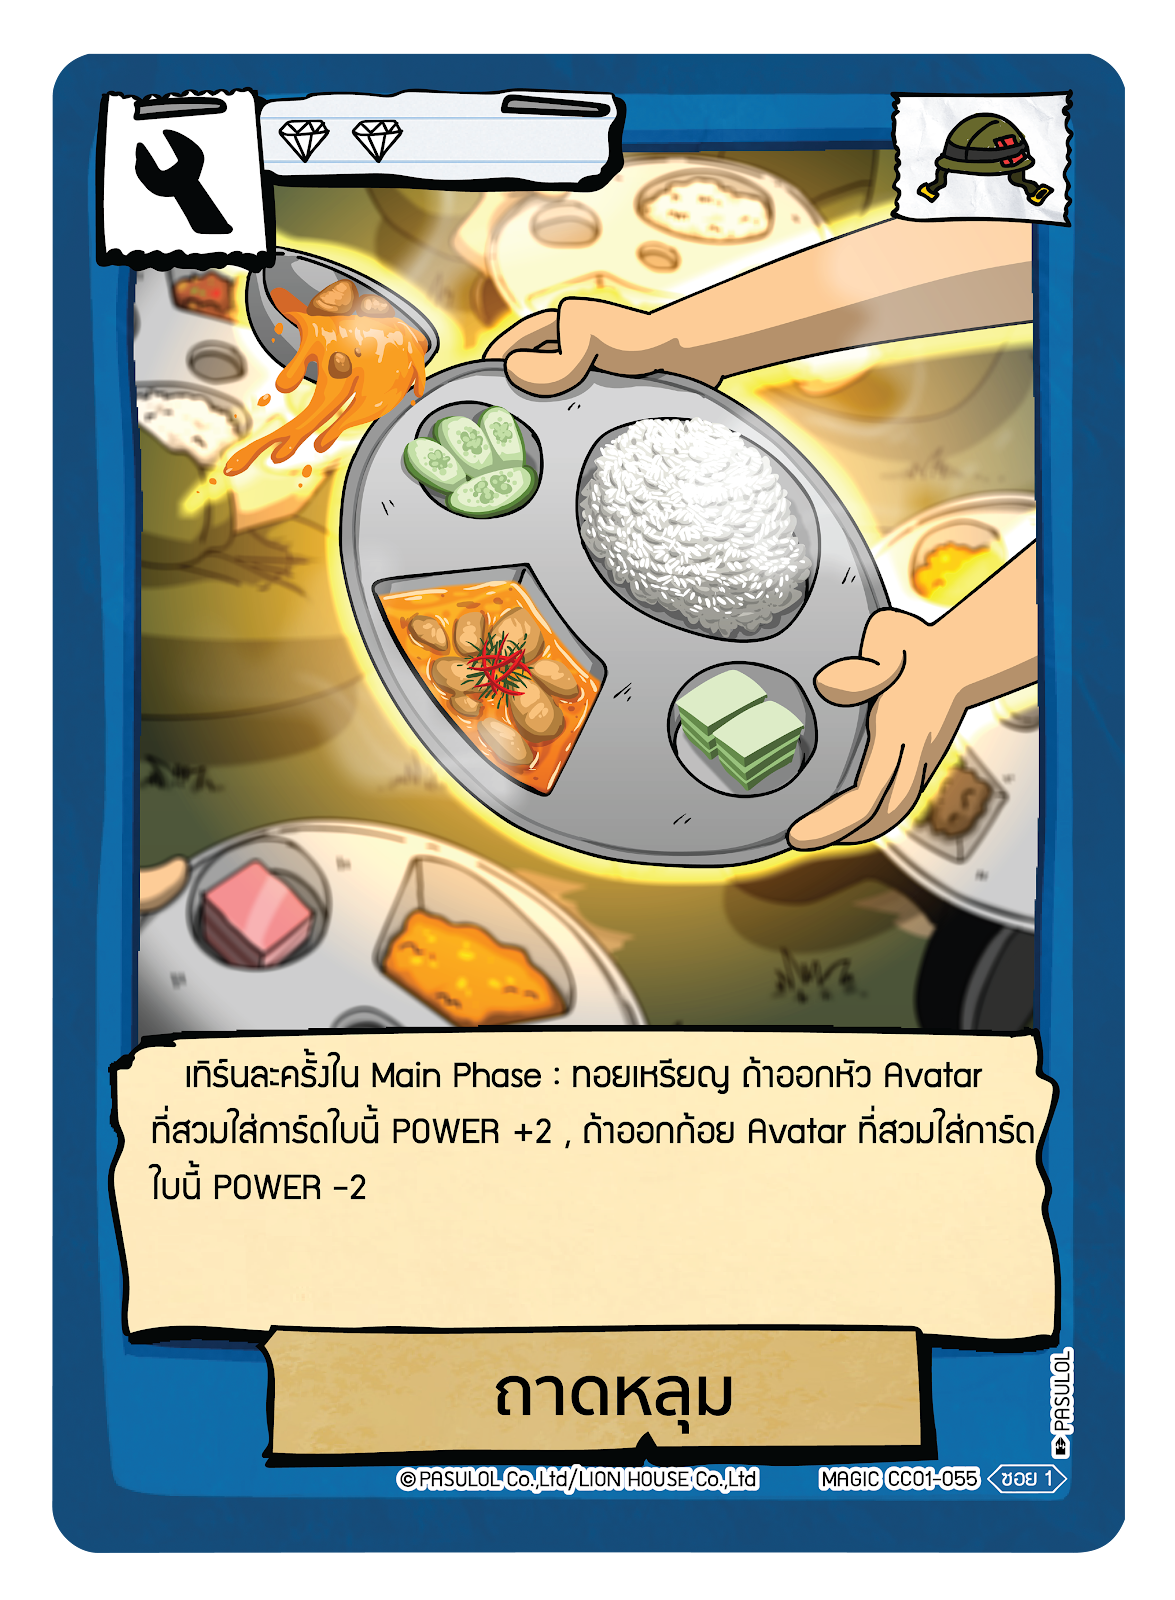 เทิร์นละครั้งใน Main Phase : ทอยเหรียญ ถ้าออกหัว Avatar
ที่สวมใส่การ์ดใบนี้ POWER +2 , ถ้าออกก้อย Avatar ที่สวมใส่การ์ด
ใบนี้ POWER -2
ถาดหลุม
PASULOL
©PASULOL Co.,Ltd/LION HOUSE Co.,Ltd
MAGIC CC01-055 ซอย 1